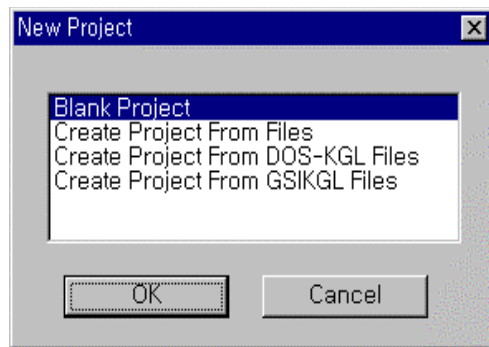 New Project
Blank Project
Create Project From Files
Create Project From DOS-KGL Files
Create Project From GSIKGL Files
OK
Cancel